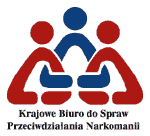 Krajowe Biuro do Spraw
Przeciwdziałania Narkomanii